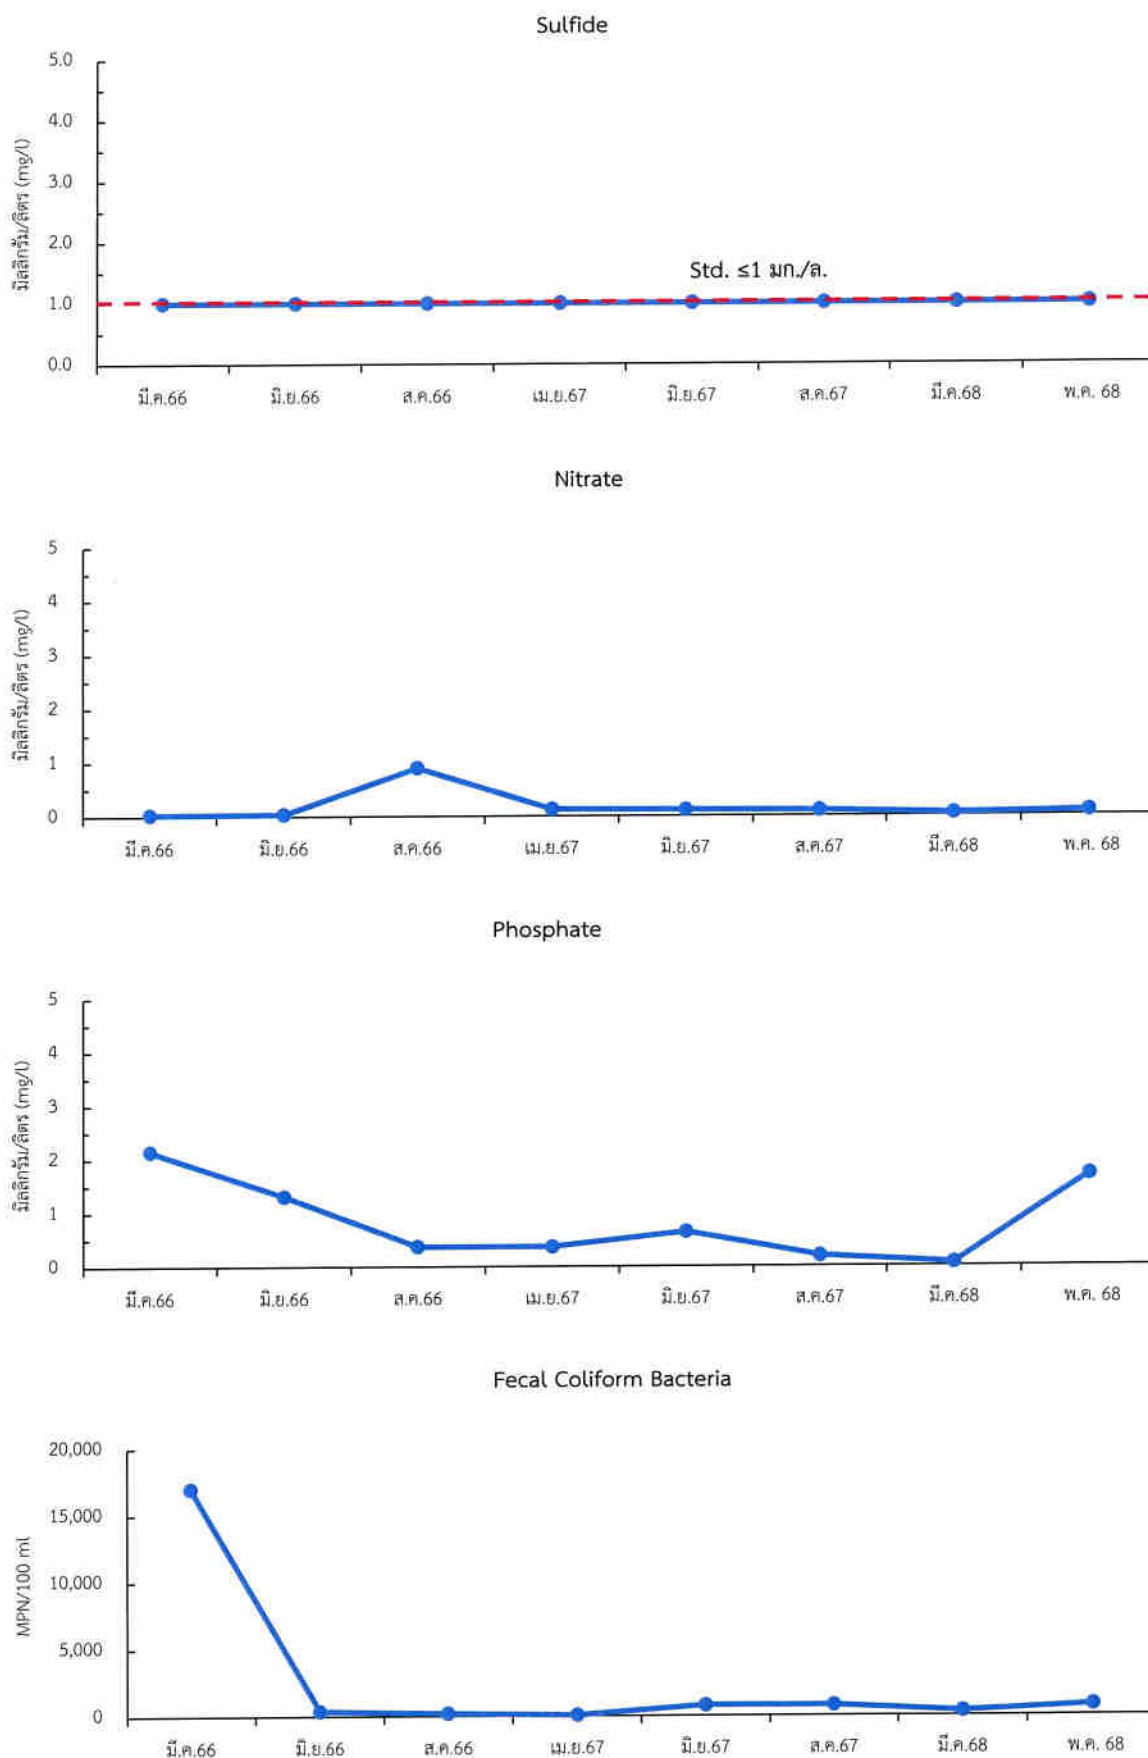 Sulfide
มิลลิกรัม/ลิตร (mg/l)
5.0
4.0
3.0
2.0
1.0
0.0
Std. ≤1 มก./ล.
มี.ค.66 มิ.ย.66 ส.ค.66 เม.ย.67 มิ.ย.67 ส.ค.67 มี.ค.68 พ.ค. 68
Nitrate
มิลลิกรัม/ลิตร (mg/l)
5
4
3
2
1
0
มี.ค.66 มิ.ย.66 ส.ค.66 เม.ย.67 มิ.ย.67 ส.ค.67 มี.ค.68 พ.ค. 68
Phosphate
มิลลิกรัม/ลิตร (mg/l)
5
4
3
2
1
0
มี.ค.66 มิ.ย.66 ส.ค.66 เม.ย.67 มิ.ย.67 ส.ค.67 มี.ค.68 พ.ค. 68
Fecal Coliform Bacteria
MPN/100 ml
20,000
15,000
10,000
5,000
0
มี.ค.66 มิ.ย.66 ส.ค.66 เม.ย.67 มิ.ย.67 ส.ค.67 มี.ค.68 พ.ค. 68